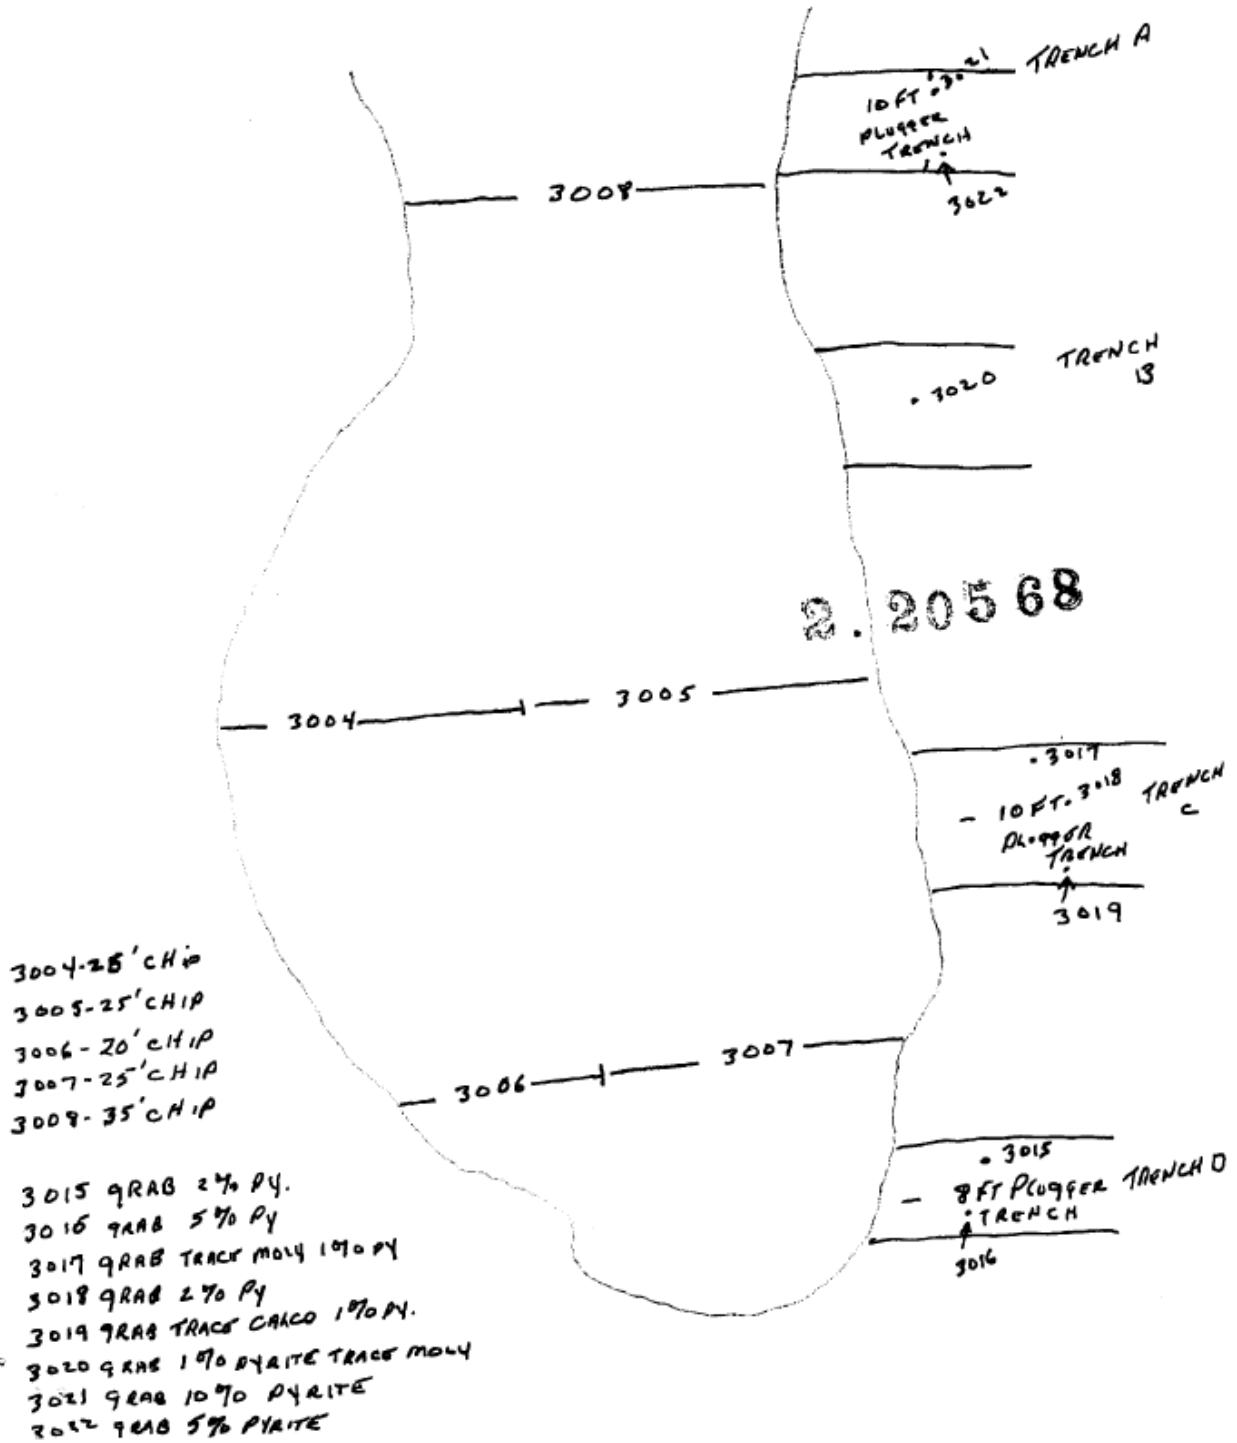 TRENCH A
3021
10 FT
PLUGGER
TRENCH
3022
3008
TRENCH
B
3020
2.20568
3004
3005
3017
10 FT. 3018
PLUGGER
TRENCH
TRENCH
C
3019
3006
3007
3015
8 FT PLUGGER
TRENCH
TRENCH D
3016
3004-25' CHIP
3005-25' CHIP
3006-20' CHIP
3007-25' CHIP
3008-35' CHIP
3015 GRAB 2% PY.
3016 GRAB 5% PY
3017 GRAB TRACE MOLY 1% PY
3018 GRAB 2% PY
3019 GRAB TRACE CALCO 1% PY.
3020 GRAB 1% PYRITE TRACE MOLY
3021 GRAB 10% PYRITE
3022 GRAB 5% PYRITE